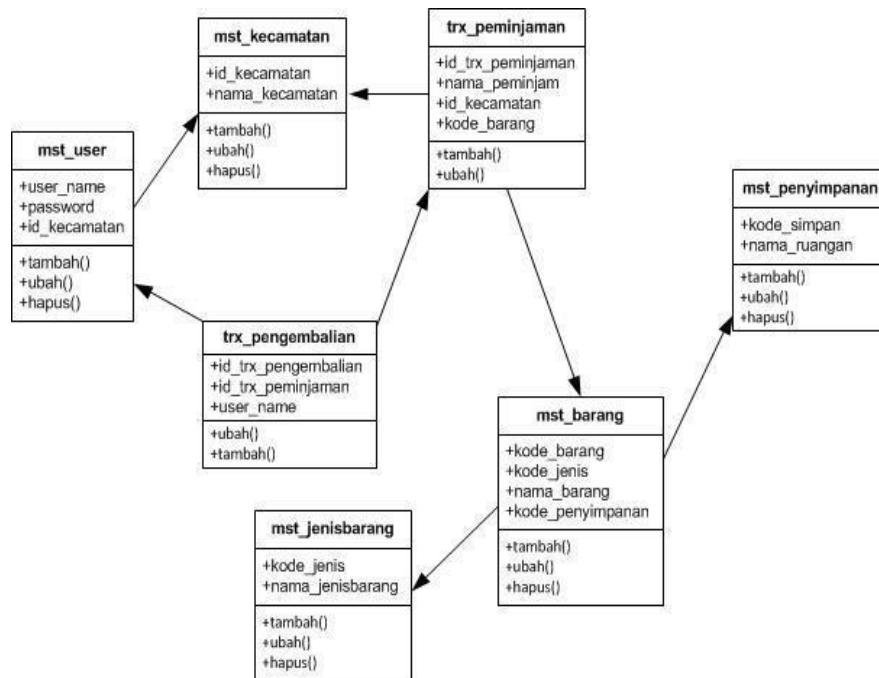 mst_kecamatan
+id_kecamatan
+nama_kecamatan
+tambah()
+ubah()
+hapus()
trx_peminjaman
+id_trx_peminjaman
+nama_peminjam
+id_kecamatan
+kode_barang
+tambah()
+ubah()
mst_user
+user_name
+password
+id_kecamatan
+tambah()
+ubah()
+hapus()
mst_penyimpanan
+kode_simpan
+nama_ruangan
+tambah()
+ubah()
+hapus()
trx_pengembalian
+id_trx_pengembalian
+id_trx_peminjaman
+user_name
+ubah()
+tambah()
mst_barang
+kode_barang
+kode_jenis
+nama_barang
+kode_penyimpanan
+tambah()
+ubah()
+hapus()
mst_jenisbarang
+kode_jenis
+nama_jenisbarang
+tambah()
+ubah()
+hapus()